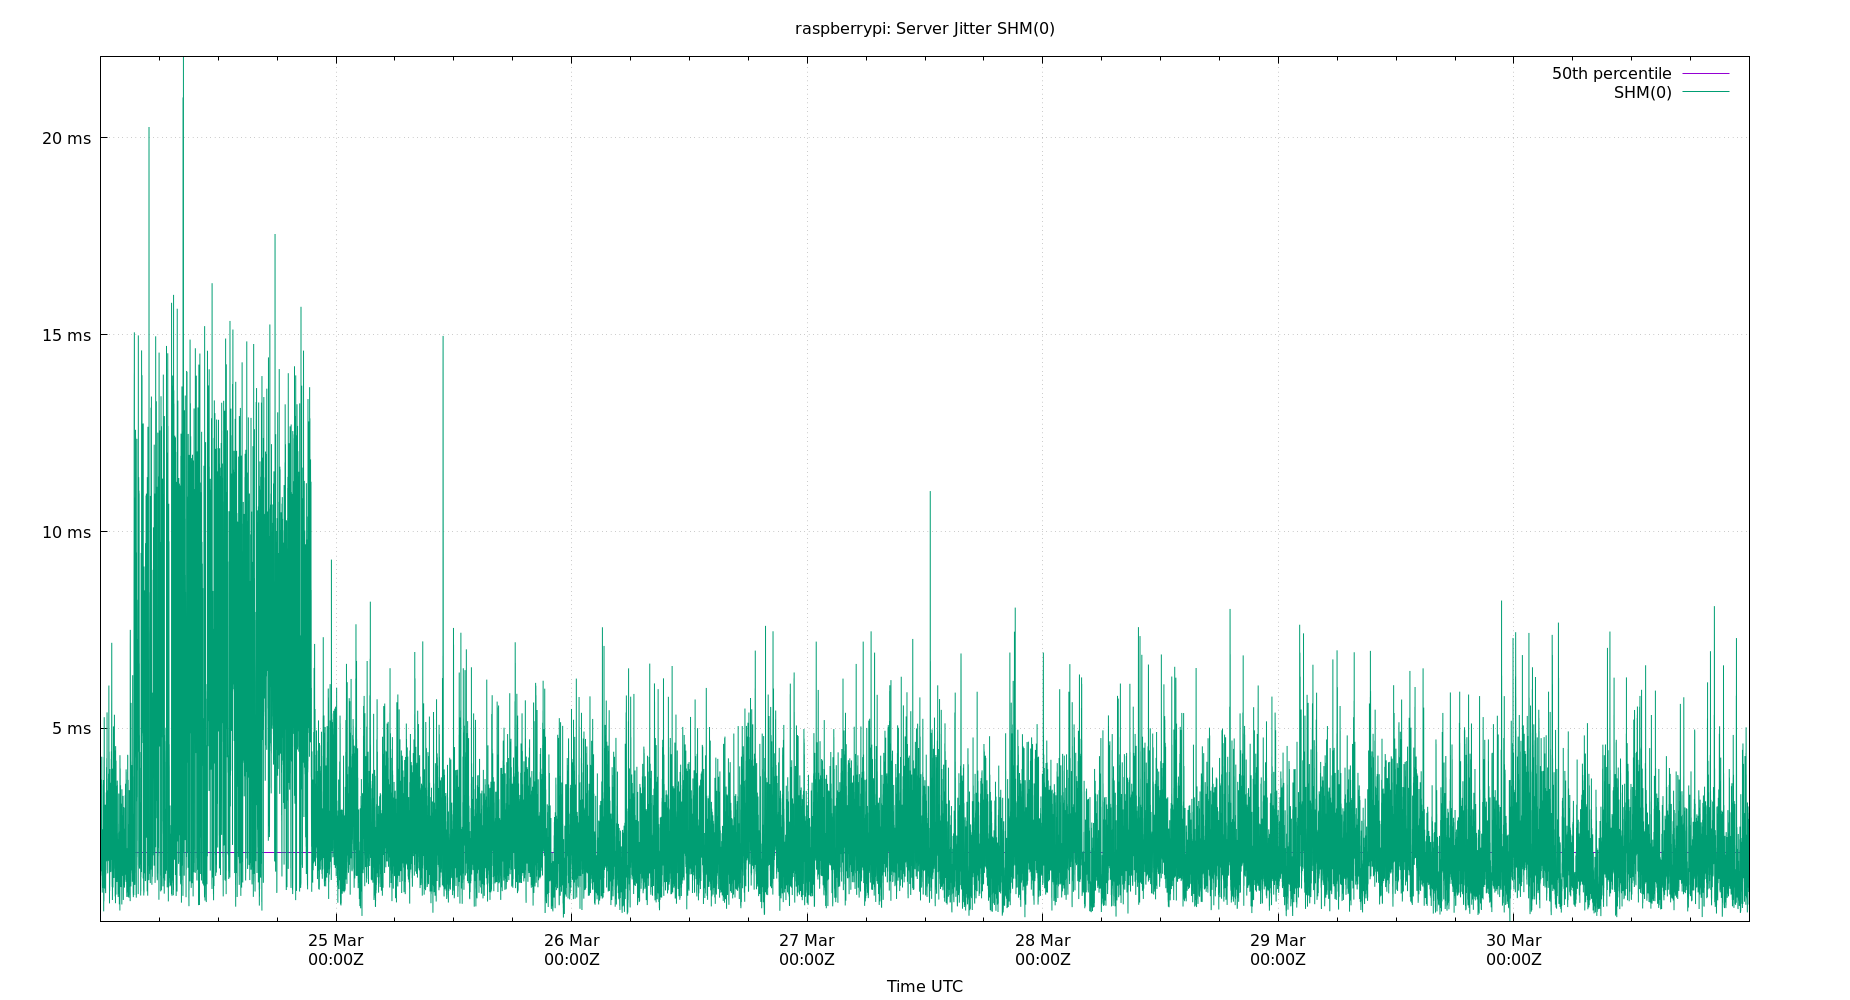 raspberrypi: Server Jitter SHM(0)
50th percentile
SHM(0)
20 ms
15 ms
10 ms
5 ms
25 Mar 26 Mar 27 Mar 28 Mar 29 Mar 30 Mar
00:00Z 00:00Z 00:00Z 00:00Z 00:00Z 00:00Z
Time UTC